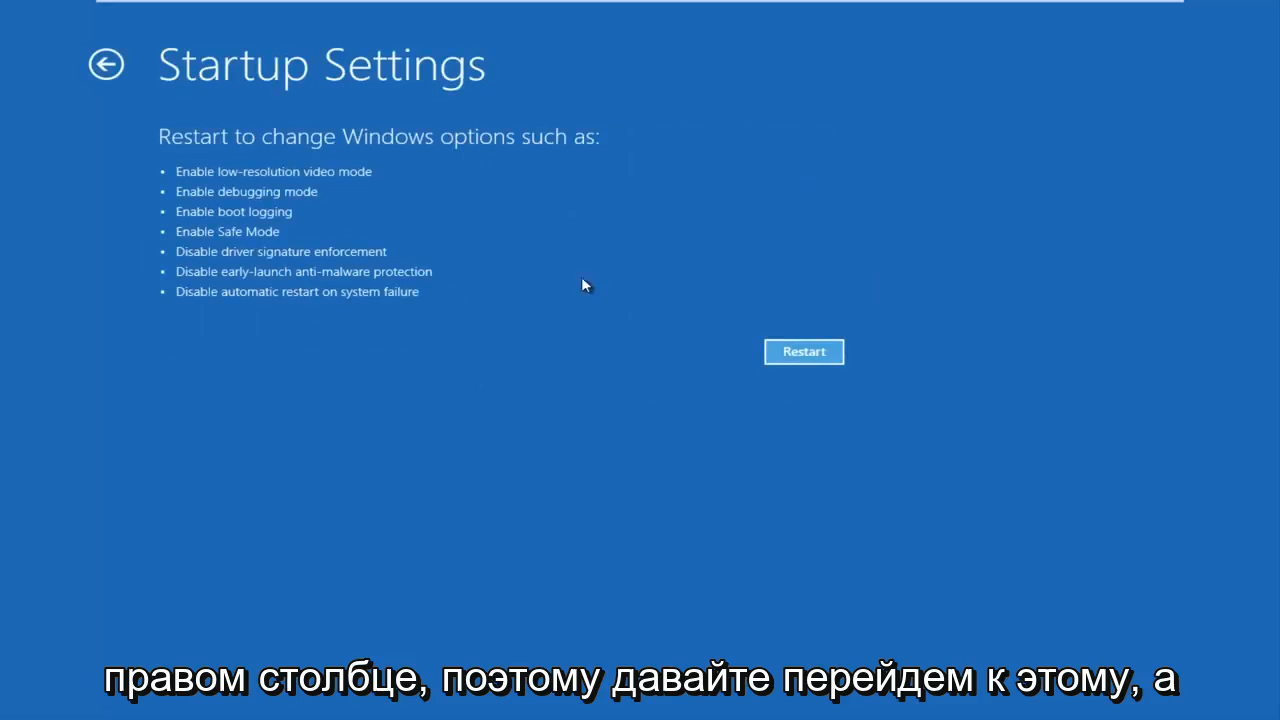 Startup Settings
Restart to change Windows options such as:
• Enable low-resolution video mode
• Enable debugging mode
• Enable boot logging
• Enable Safe Mode
• Disable driver signature enforcement
• Disable early-launch anti-malware protection
• Disable automatic restart on system failure
Restart
правом столбце, поэтому давайте перейдем к этому, а